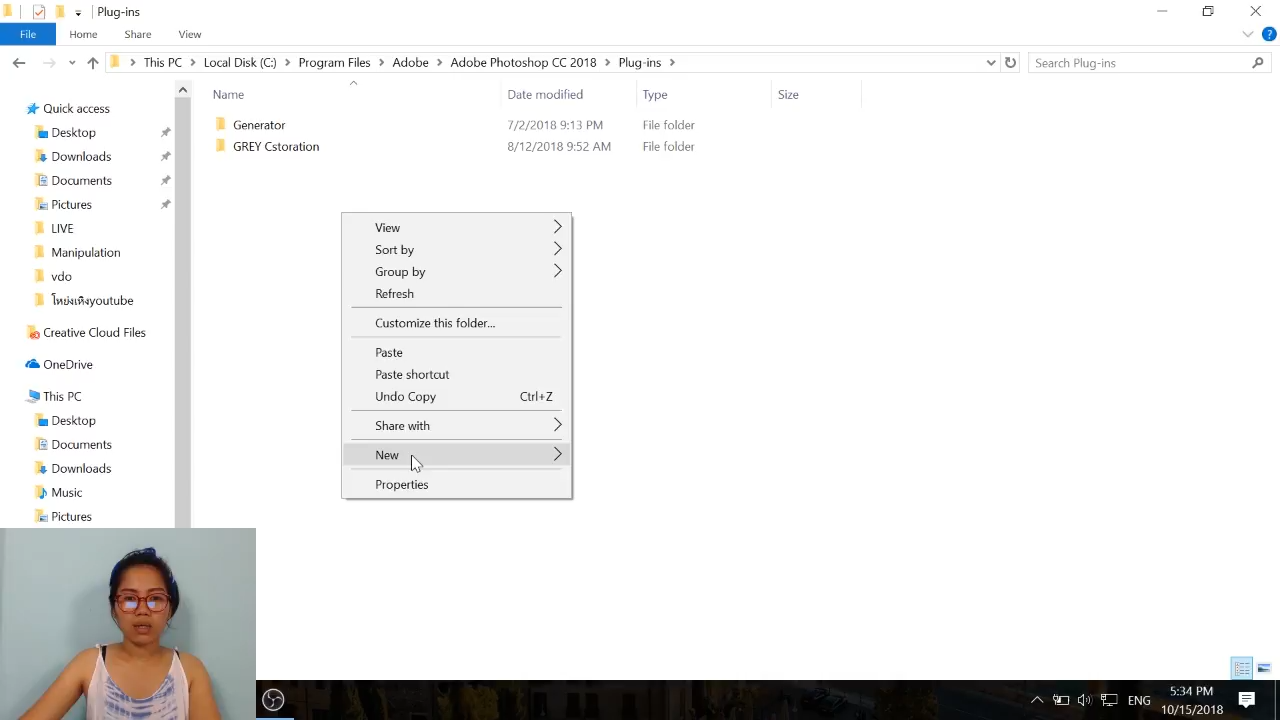 Plug-ins
File Home Share View
This PC Local Disk (C:) Program Files Adobe Adobe Photoshop CC 2018 Plug-ins Search Plug-ins
Name Date modified Type Size
Generator 7/2/2018 9:13 PM File folder
GREY Cstoration 8/12/2018 9:52 AM File folder
Quick access
Desktop
Downloads
Documents
Pictures
LIVE
Manipulation
vdo
โหย่งเหิงyoutube
Creative Cloud Files
OneDrive
This PC
Desktop
Documents
Downloads
Music
Pictures
View
Sort by
Group by
Refresh
Customize this folder...
Paste
Paste shortcut
Undo Copy Ctrl+Z
Share with
New
Properties
ENG
5:34 PM
10/15/2018